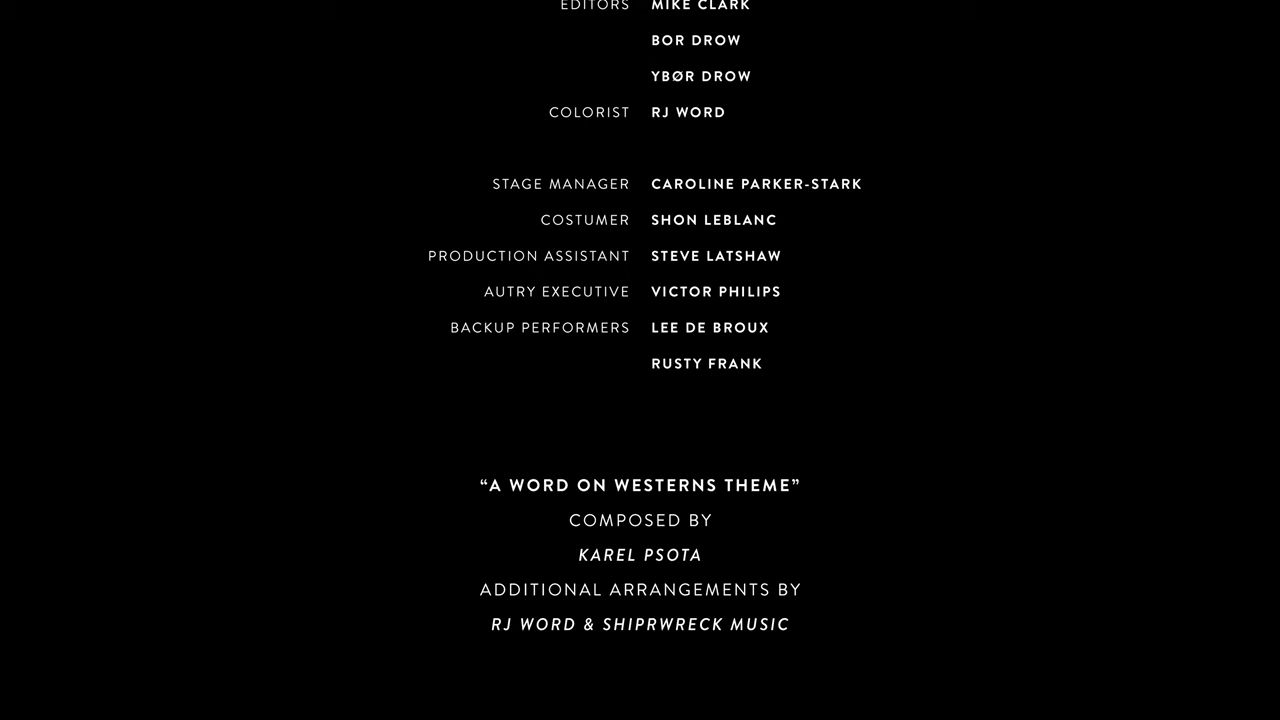 EDITORS MIKE CLARK
BOR DROW
YBØR DROW
COLORIST RJ WORD
STAGE MANAGER CAROLINE PARKER-STARK
COSTUMER SHON LEBLANC
PRODUCTION ASSISTANT STEVE LATSHAW
AUTRY EXECUTIVE VICTOR PHILIPS
BACKUP PERFORMERS LEE DE BROUX
RUSTY FRANK
“A WORD ON WESTERNS THEME”
COMPOSED BY
KAREL PSOTA
ADDITIONAL ARRANGEMENTS BY
RJ WORD & SHIPRWRECK MUSIC